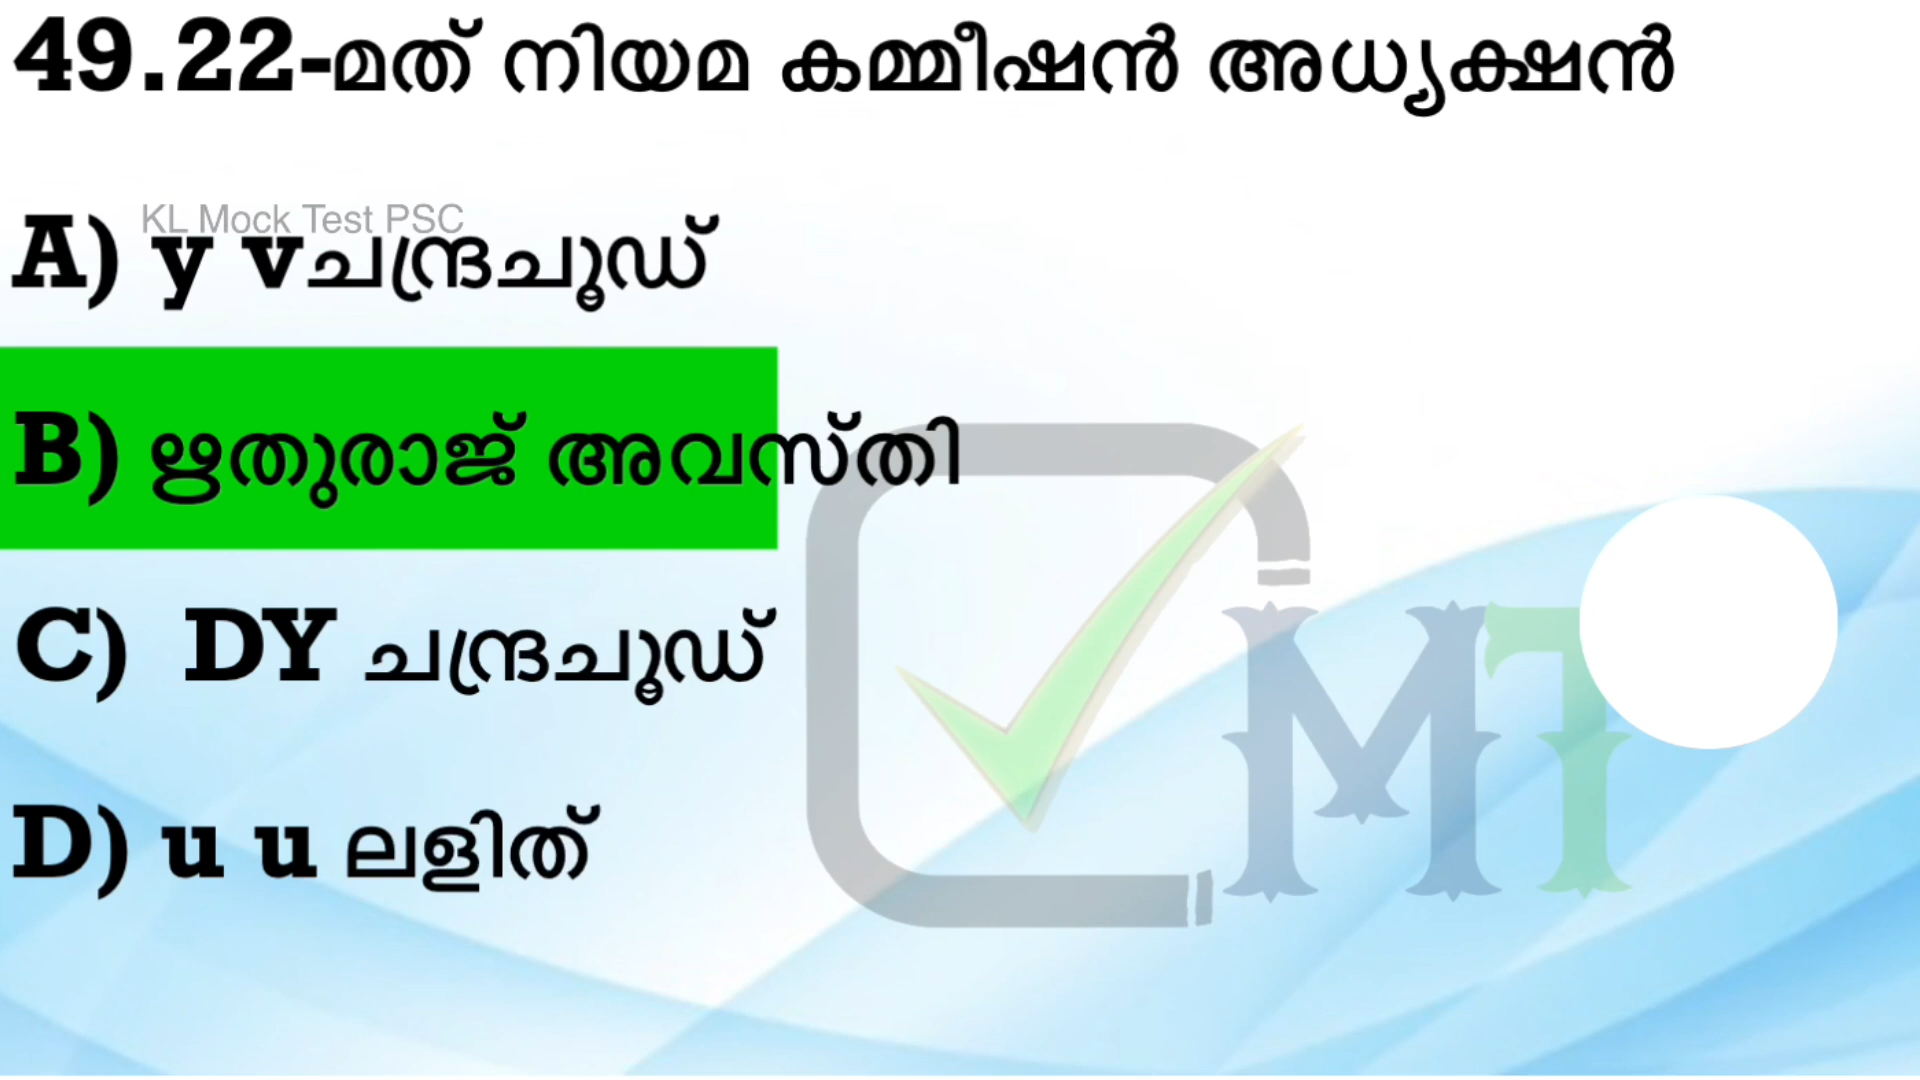 49.22-മത് നിയമ കമ്മീഷൻ അധ്യക്ഷൻ
KL Mock Test PSC
A) y vചന്ദ്രചൂഡ്
B) ഋതുരാജ് അവസ്തി
C) DY ചന്ദ്രചൂഡ്
D) u u ലളിത്
MT